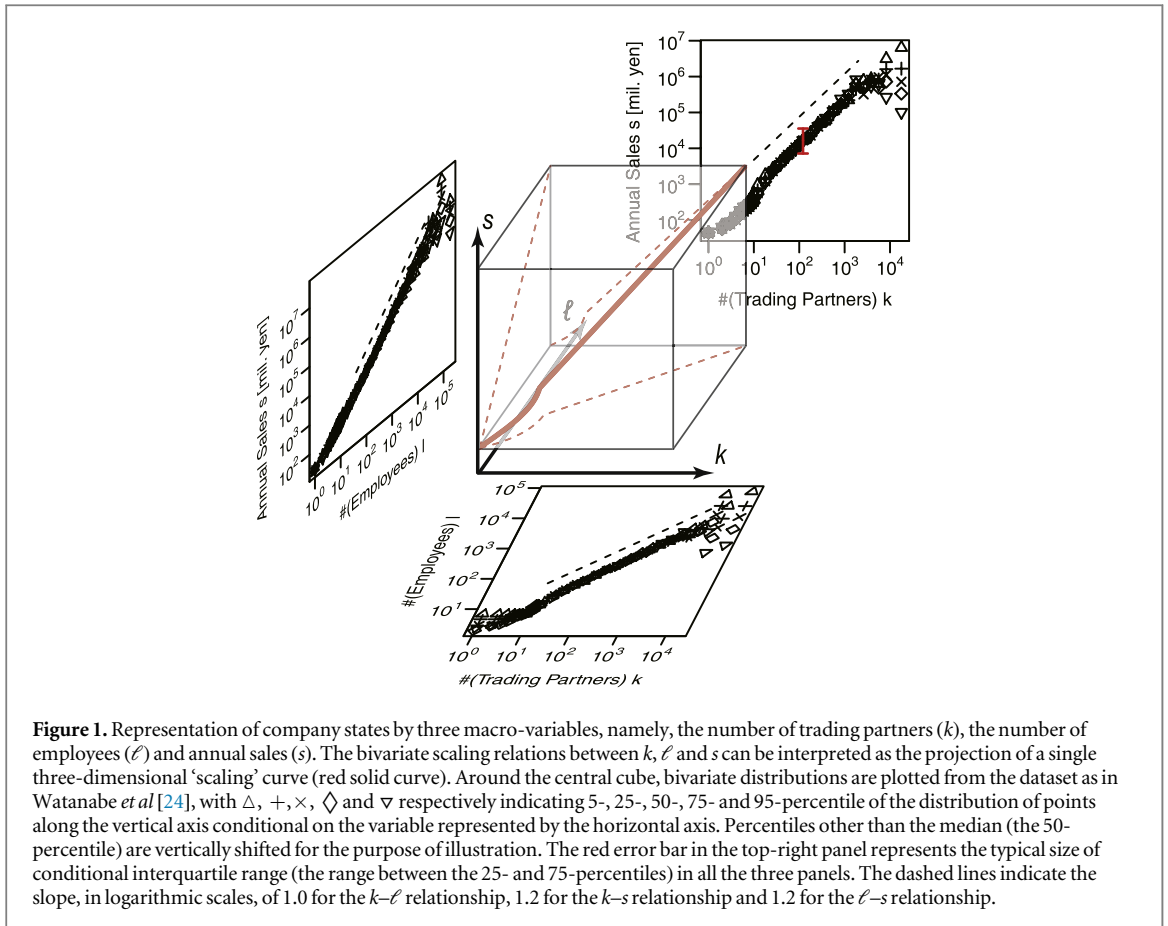 10⁷
10⁶
10⁵
10⁴
10³
10²
Annual Sales s [mil. yen]
10⁰ 10¹ 10² 10³ 10⁴
#(Trading Partners) k
s
ℓ
k
10⁷
10⁶
10⁵
10⁴
10³
10²
Annual Sales s [mil. yen]
10⁰ 10¹ 10² 10³ 10⁴ 10⁵
#(Employees) l
10⁵
10⁴
10³
10²
10¹
#(Employees) l
10⁰ 10¹ 10² 10³ 10⁴
#(Trading Partners) k
Figure 1. Representation of company states by three macro-variables, namely, the number of trading partners (k), the number of
employees (ℓ) and annual sales (s). The bivariate scaling relations between k, ℓ and s can be interpreted as the projection of a single
three-dimensional ‘scaling’ curve (red solid curve). Around the central cube, bivariate distributions are plotted from the dataset as in
Watanabe et al [24], with △, +,×, ◊ and ▿ respectively indicating 5-, 25-, 50-, 75- and 95-percentile of the distribution of points
along the vertical axis conditional on the variable represented by the horizontal axis. Percentiles other than the median (the 50-
percentile) are vertically shifted for the purpose of illustration. The red error bar in the top-right panel represents the typical size of
conditional interquartile range (the range between the 25- and 75-percentiles) in all the three panels. The dashed lines indicate the
slope, in logarithmic scales, of 1.0 for the k–ℓ relationship, 1.2 for the k–s relationship and 1.2 for the ℓ–s relationship.